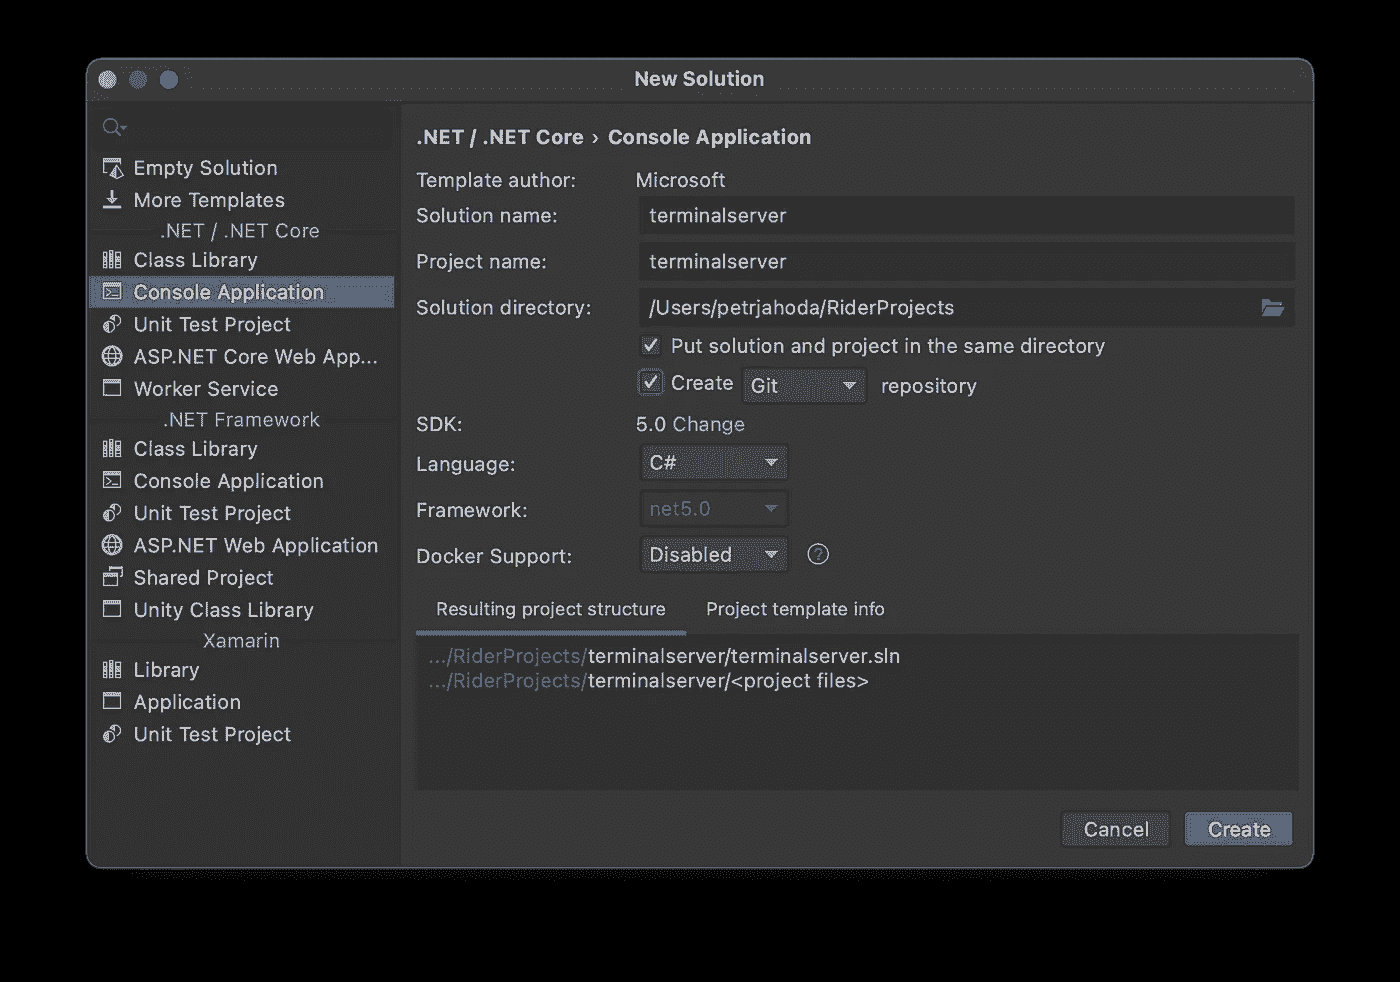 New Solution
Empty Solution
More Templates
.NET / .NET Core
Class Library
Console Application
Unit Test Project
ASP.NET Core Web App...
Worker Service
.NET Framework
Class Library
Console Application
Unit Test Project
ASP.NET Web Application
Shared Project
Unity Class Library
Xamarin
Library
Application
Unit Test Project
.NET / .NET Core › Console Application
Template author: Microsoft
Solution name: terminalserver
Project name: terminalserver
Solution directory: /Users/petrjahoda/RiderProjects
Put solution and project in the same directory
Create Git repository
SDK: 5.0 Change
Language: C#
Framework: net5.0
Docker Support: Disabled ?
Resulting project structure Project template info
.../RiderProjects/terminalserver/terminalserver.sln
.../RiderProjects/terminalserver/<project files>
Cancel Create